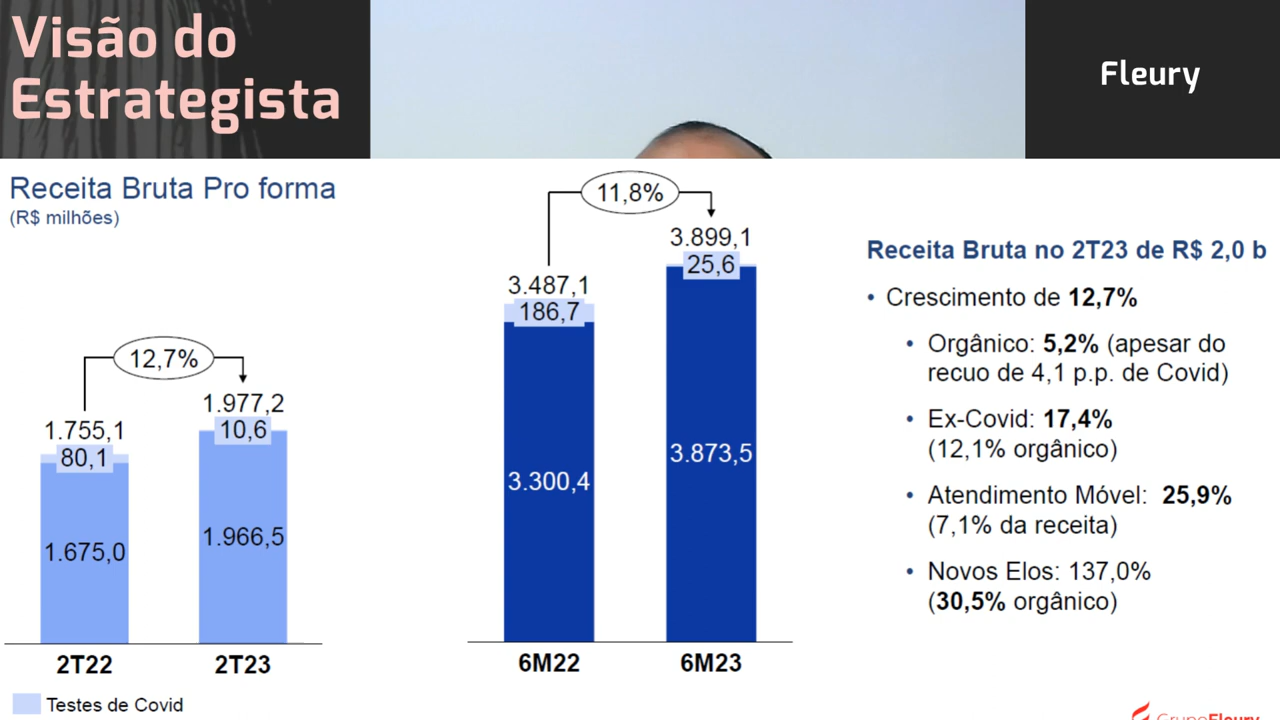 Visão do
Estrategista
Fleury
Receita Bruta Pro forma
(R$ milhões)
12,7%
1.755,1
80,1
1.675,0
1.977,2
10,6
1.966,5
2T22
2T23
Testes de Covid
11,8%
3.487,1
186,7
3.300,4
3.899,1
25,6
3.873,5
6M22
6M23
Receita Bruta no 2T23 de R$ 2,0 b
• Crescimento de 12,7%
• Orgânico: 5,2% (apesar do
recuo de 4,1 p.p. de Covid)
• Ex-Covid: 17,4%
(12,1% orgânico)
• Atendimento Móvel: 25,9%
(7,1% da receita)
• Novos Elos: 137,0%
(30,5% orgânico)
GrupoFleury